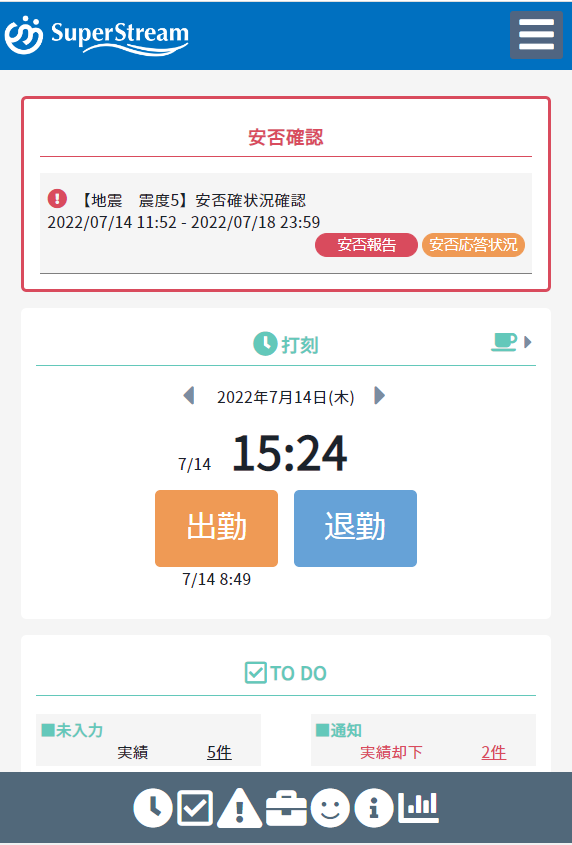 SuperStream
安否確認
【地震　震度5】安否確状況確認
2022/07/14 11:52 - 2022/07/18 23:59
安否報告 安否応答状況
打刻
2022年7月14日(木)
7/14 15:24
出勤 退勤
7/14 8:49
TO DO
■未入力 ■通知
実績 5件 実績却下 2件